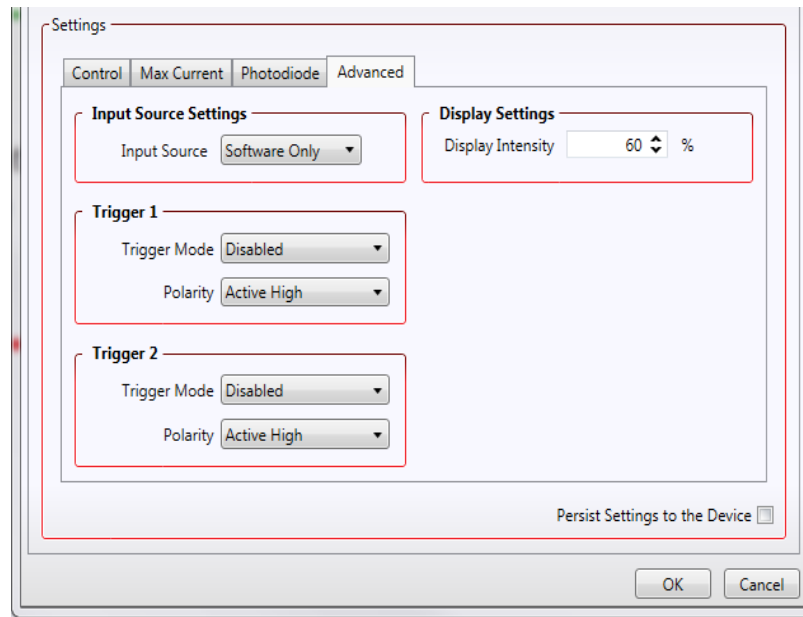 Settings
Control Max Current Photodiode Advanced
Input Source Settings
Input Source Software Only
Display Settings
Display Intensity 60 %
Trigger 1
Trigger Mode Disabled
Polarity Active High
Trigger 2
Trigger Mode Disabled
Polarity Active High
Persist Settings to the Device
OK Cancel